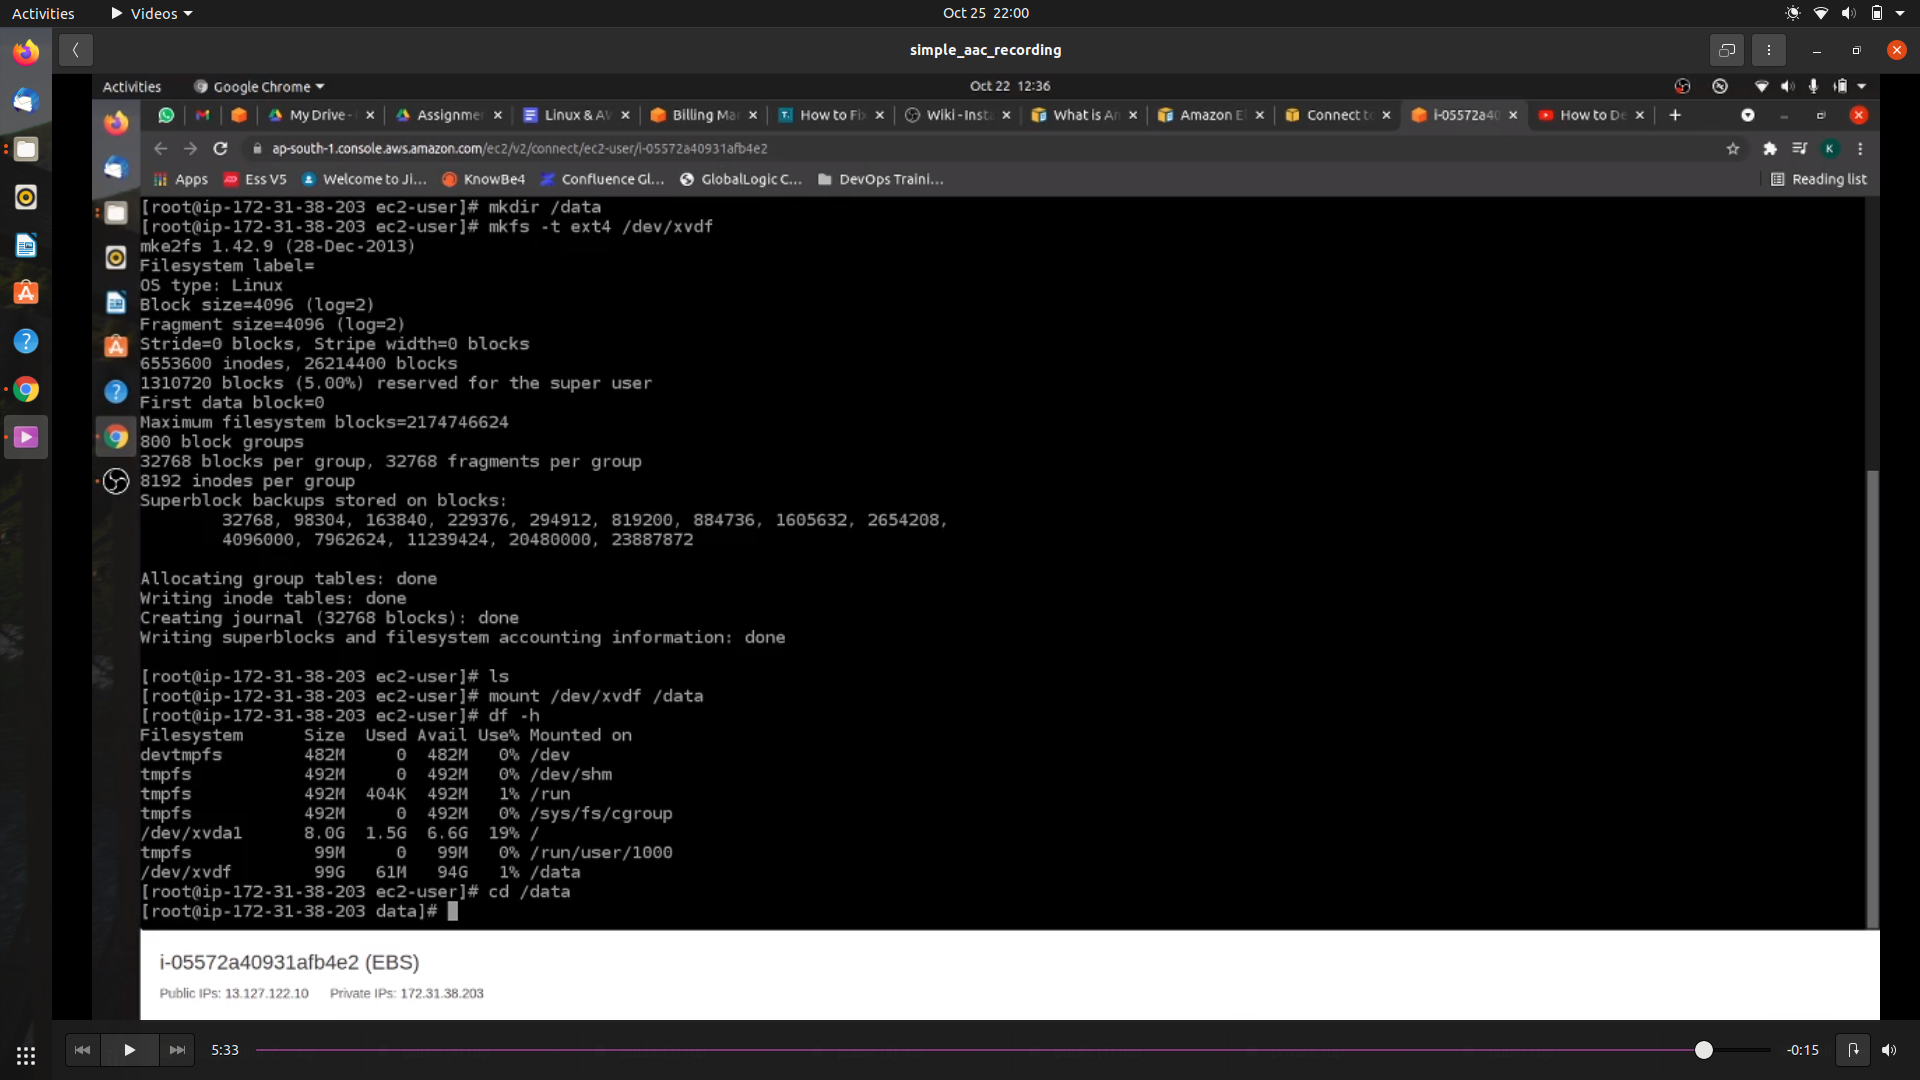 Activities
Videos
Oct 25 22:00
simple_aac_recording
Activities
Google Chrome
Oct 22 12:36
My Drive -
Assignmer
Linux & AV
Billing Mar
How to Fix
Wiki - Inst
What is An
Amazon El
Connect to
i-05572a40
How to De
ap-south-1.console.aws.amazon.com/ec2/v2/connect/ec2-user/i-05572a40931afb4e2
K
Apps
Ess V5
Welcome to Ji...
KnowBe4
Confluence Gl...
GlobalLogic C...
DevOps Traini...
Reading list
[root@ip-172-31-38-203 ec2-user]# mkdir /data
[root@ip-172-31-38-203 ec2-user]# mkfs -t ext4 /dev/xvdf
mke2fs 1.42.9 (28-Dec-2013)
Filesystem label=
OS type: Linux
Block size=4096 (log=2)
Fragment size=4096 (log=2)
Stride=0 blocks, Stripe width=0 blocks
6553600 inodes, 26214400 blocks
1310720 blocks (5.00%) reserved for the super user
First data block=0
Maximum filesystem blocks=2174746624
800 block groups
32768 blocks per group, 32768 fragments per group
8192 inodes per group
Superblock backups stored on blocks:
32768, 98304, 163840, 229376, 294912, 819200, 884736, 1605632, 2654208,
4096000, 7962624, 11239424, 20480000, 23887872
Allocating group tables: done
Writing inode tables: done
Creating journal (32768 blocks): done
Writing superblocks and filesystem accounting information: done
[root@ip-172-31-38-203 ec2-user]# ls
[root@ip-172-31-38-203 ec2-user]# mount /dev/xvdf /data
[root@ip-172-31-38-203 ec2-user]# df -h
Filesystem Size Used Avail Use% Mounted on
devtmpfs 482M 0 482M 0% /dev
tmpfs 492M 0 492M 0% /dev/shm
tmpfs 492M 404K 492M 1% /run
tmpfs 492M 0 492M 0% /sys/fs/cgroup
/dev/xvda1 8.0G 1.5G 6.6G 19% /
tmpfs 99M 0 99M 0% /run/user/1000
/dev/xvdf 99G 61M 94G 1% /data
[root@ip-172-31-38-203 ec2-user]# cd /data
[root@ip-172-31-38-203 data]#
i-05572a40931afb4e2 (EBS)
Public IPs: 13.127.122.10 Private IPs: 172.31.38.203
5:33
-0:15